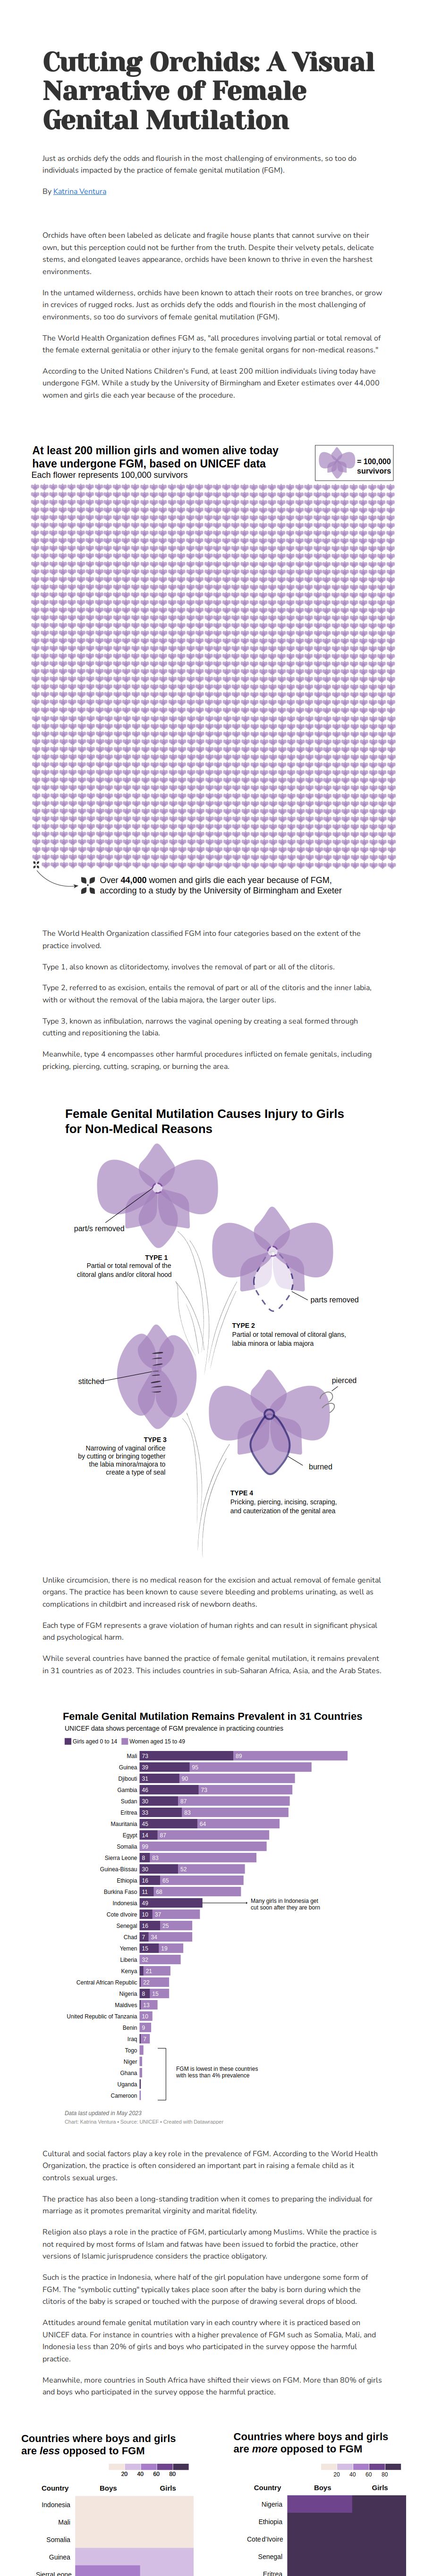 Cutting Orchids: A Visual
Narrative of Female
Genital Mutilation
Just as orchids defy the odds and flourish in the most challenging of environments, so too do
individuals impacted by the practice of female genital mutilation (FGM).
By Katrina Ventura
Orchids have often been labeled as delicate and fragile house plants that cannot survive on their
own, but this perception could not be further from the truth. Despite their velvety petals, delicate
stems, and elongated leaves appearance, orchids have been known to thrive in even the harshest
environments.
In the untamed wilderness, orchids have been known to attach their roots on tree branches, or grow
in crevices of rugged rocks. Just as orchids defy the odds and flourish in the most challenging of
environments, so to do survivors of female genital mutilation (FGM).
The World Health Organization defines FGM as, "all procedures involving partial or total removal of
the female external genitalia or other injury to the female genital organs for non-medical reasons."
According to the United Nations Children's Fund, at least 200 million individuals living today have
undergone FGM. While a study by the University of Birmingham and Exeter estimates over 44,000
women and girls die each year because of the procedure.
At least 200 million girls and women alive today
have undergone FGM, based on UNICEF data
Each flower represents 100,000 survivors
= 100,000
survivors
Over 44,000 women and girls die each year because of FGM,
according to a study by the University of Birmingham and Exeter
The World Health Organization classified FGM into four categories based on the extent of the
practice involved.
Type 1, also known as clitoridectomy, involves the removal of part or all of the clitoris.
Type 2, referred to as excision, entails the removal of part or all of the clitoris and the inner labia,
with or without the removal of the labia majora, the larger outer lips.
Type 3, known as infibulation, narrows the vaginal opening by creating a seal formed through
cutting and repositioning the labia.
Meanwhile, type 4 encompasses other harmful procedures inflicted on female genitals, including
pricking, piercing, cutting, scraping, or burning the area.
Female Genital Mutilation Causes Injury to Girls
for Non-Medical Reasons
part/s removed
TYPE 1
Partial or total removal of the
clitoral glans and/or clitoral hood
parts removed
TYPE 2
Partial or total removal of clitoral glans,
labia minora or labia majora
stitched
pierced
TYPE 3
Narrowing of vaginal orifice
by cutting or bringing together
the labia minora/majora to
create a type of seal
burned
TYPE 4
Pricking, piercing, incising, scraping,
and cauterization of the genital area
Unlike circumcision, there is no medical reason for the excision and actual removal of female genital
organs. The practice has been known to cause severe bleeding and problems urinating, as well as
complications in childbirt and increased risk of newborn deaths.
Each type of FGM represents a grave violation of human rights and can result in significant physical
and psychological harm.
While several countries have banned the practice of female genital mutilation, it remains prevalent
in 31 countries as of 2023. This includes countries in sub-Saharan Africa, Asia, and the Arab States.
Female Genital Mutilation Remains Prevalent in 31 Countries
UNICEF data shows percentage of FGM prevalence in practicing countries
Girls aged 0 to 14 Women aged 15 to 49
Mali 73 89
Guinea 39 95
Djibouti 31 90
Gambia 46 73
Sudan 30 87
Eritrea 33 83
Mauritania 45 64
Egypt 14 87
Somalia 99
Sierra Leone 8 83
Guinea-Bissau 30 52
Ethiopia 16 65
Burkina Faso 11 68
Indonesia 49
Many girls in Indonesia get
cut soon after they are born
Cote dívoire 10 37
Senegal 16 25
Chad 7 34
Yemen 15 19
Liberia 32
Kenya 21
Central African Republic 22
Nigeria 8 15
Maldives 13
United Republic of Tanzania 10
Benin 9
Iraq 7
Togo
Niger
Ghana
Uganda
Cameroon
FGM is lowest in these countries
with less than 4% prevalence
Data last updated in May 2023
Chart: Katrina Ventura • Source: UNICEF • Created with Datawrapper
Cultural and social factors play a key role in the prevalence of FGM. According to the World Health
Organization, the practice is often considered an important part in raising a female child as it
controls sexual urges.
The practice has also been a long-standing tradition when it comes to preparing the individual for
marriage as it promotes premarital virginity and marital fidelity.
Religion also plays a role in the practice of FGM, particularly among Muslims. While the practice is
not required by most forms of Islam and fatwas have been issued to forbid the practice, other
versions of Islamic jurisprudence considers the practice obligatory.
Such is the practice in Indonesia, where half of the girl population have undergone some form of
FGM. The "symbolic cutting" typically takes place soon after the baby is born during which the
clitoris of the baby is scraped or touched with the purpose of drawing several drops of blood.
Attitudes around female genital mutilation vary in each country where it is practiced based on
UNICEF data. For instance in countries with a higher prevalence of FGM such as Somalia, Mali, and
Indonesia less than 20% of girls and boys who participated in the survey oppose the harmful
practice.
Meanwhile, more countries in South Africa have shifted their views on FGM. More than 80% of girls
and boys who participated in the survey oppose the harmful practice.
Countries where boys and girls
are less opposed to FGM
20 40 60 80
Country Boys Girls
Indonesia
Mali
Somalia
Guinea
Sierra Leone
Countries where boys and girls
are more opposed to FGM
20 40 60 80
Country Boys Girls
Nigeria
Ethiopia
Cote d'Ivoire
Senegal
Eritrea